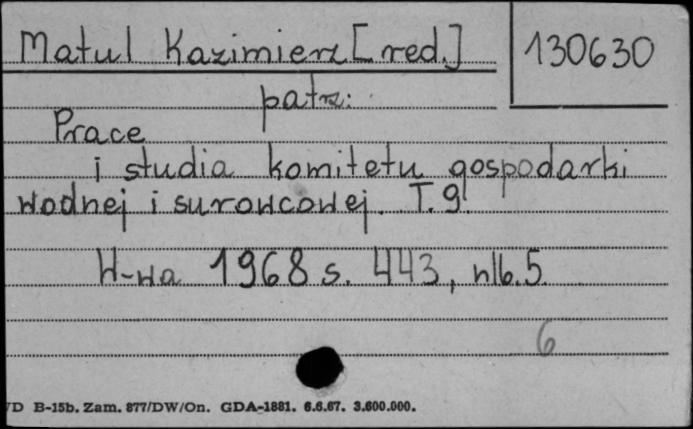 Matul Kazimierz [red.] 130630
patrz:
Prace
i studia komitetu gospodarki
wodnej i surowcowej. T.9.
W-wa 1968 s. 443, nlb. 5
6
D B-15b. Zam. 877/DW/On. GDA-1881. 6.6.67. 3.600.000.